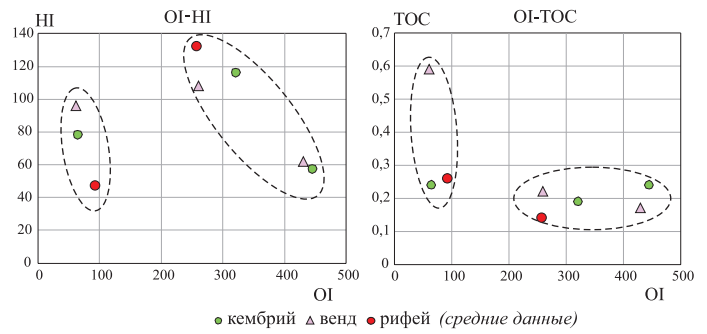 HI OI-HI
140
120
100
80
60
40
20
0
0 100 200 300 400 500
OI
TOC OI-TOC
0,7
0,6
0,5
0,4
0,3
0,2
0,1
0
0 100 200 300 400 500
OI
кембрий венд рифей (средние данные)